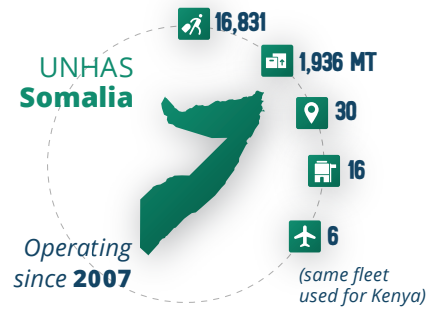 16,831
UNHAS
Somalia
1,936 MT
30
16
6
Operating
since 2007
(same fleet
used for Kenya)